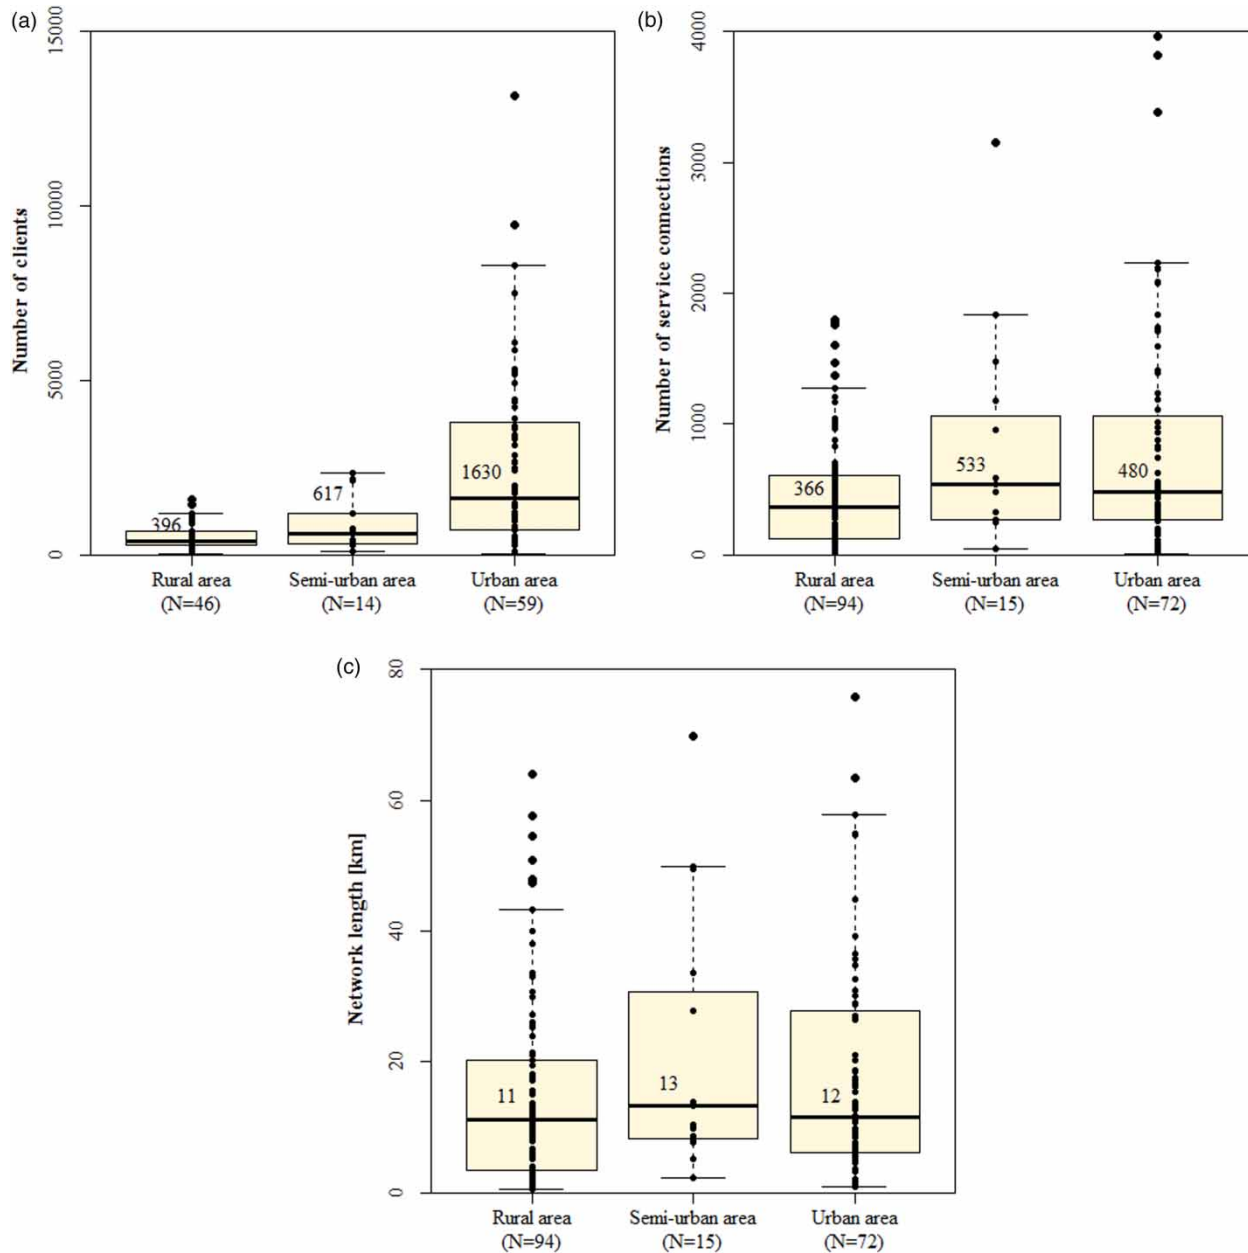 (a)
Number of clients
15000
10000
5000
0
396
617
1630
Rural area
(N=46)
Semi-urban area
(N=14)
Urban area
(N=59)
(b)
Number of service connections
4000
3000
2000
1000
0
366
533
480
Rural area
(N=94)
Semi-urban area
(N=15)
Urban area
(N=72)
(c)
Network length [km]
80
60
40
20
0
11
13
12
Rural area
(N=94)
Semi-urban area
(N=15)
Urban area
(N=72)